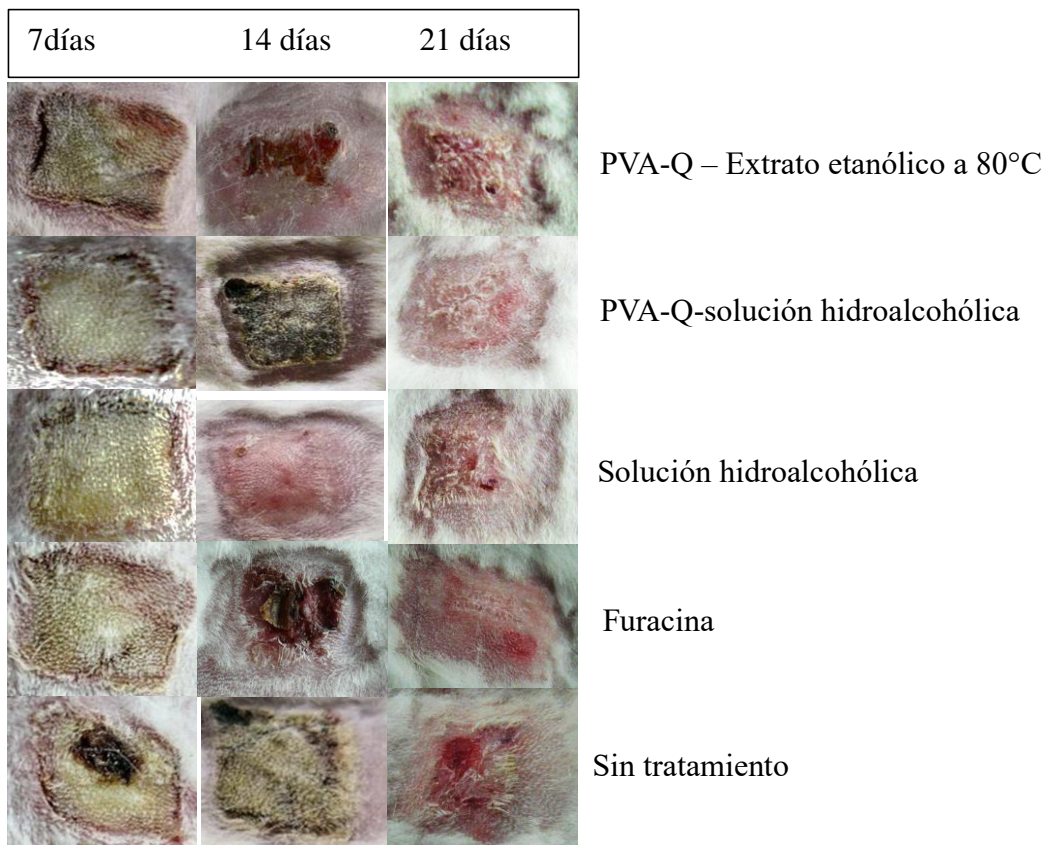 7días 14 días 21 días
PVA-Q – Extrato etanólico a 80°C
PVA-Q-solución hidroalcohólica
Solución hidroalcohólica
Furacina
Sin tratamiento